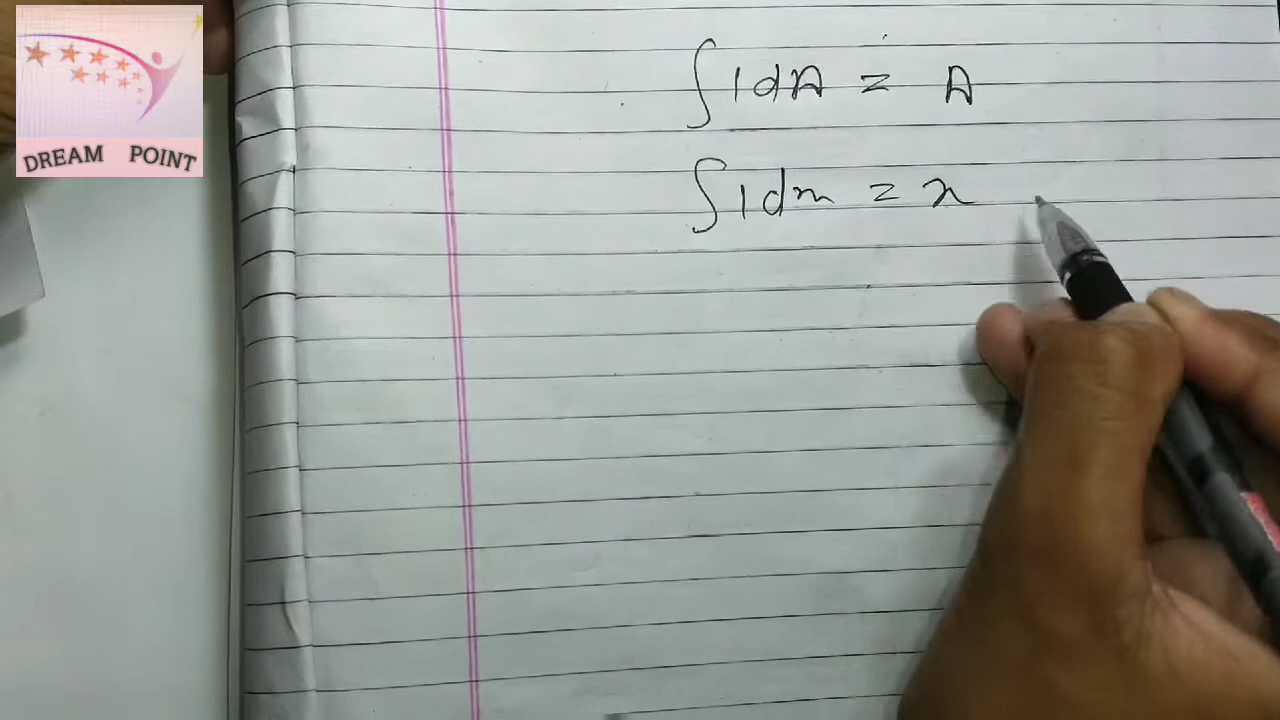 DREAM POINT
∫1dA = A
∫1dx = x